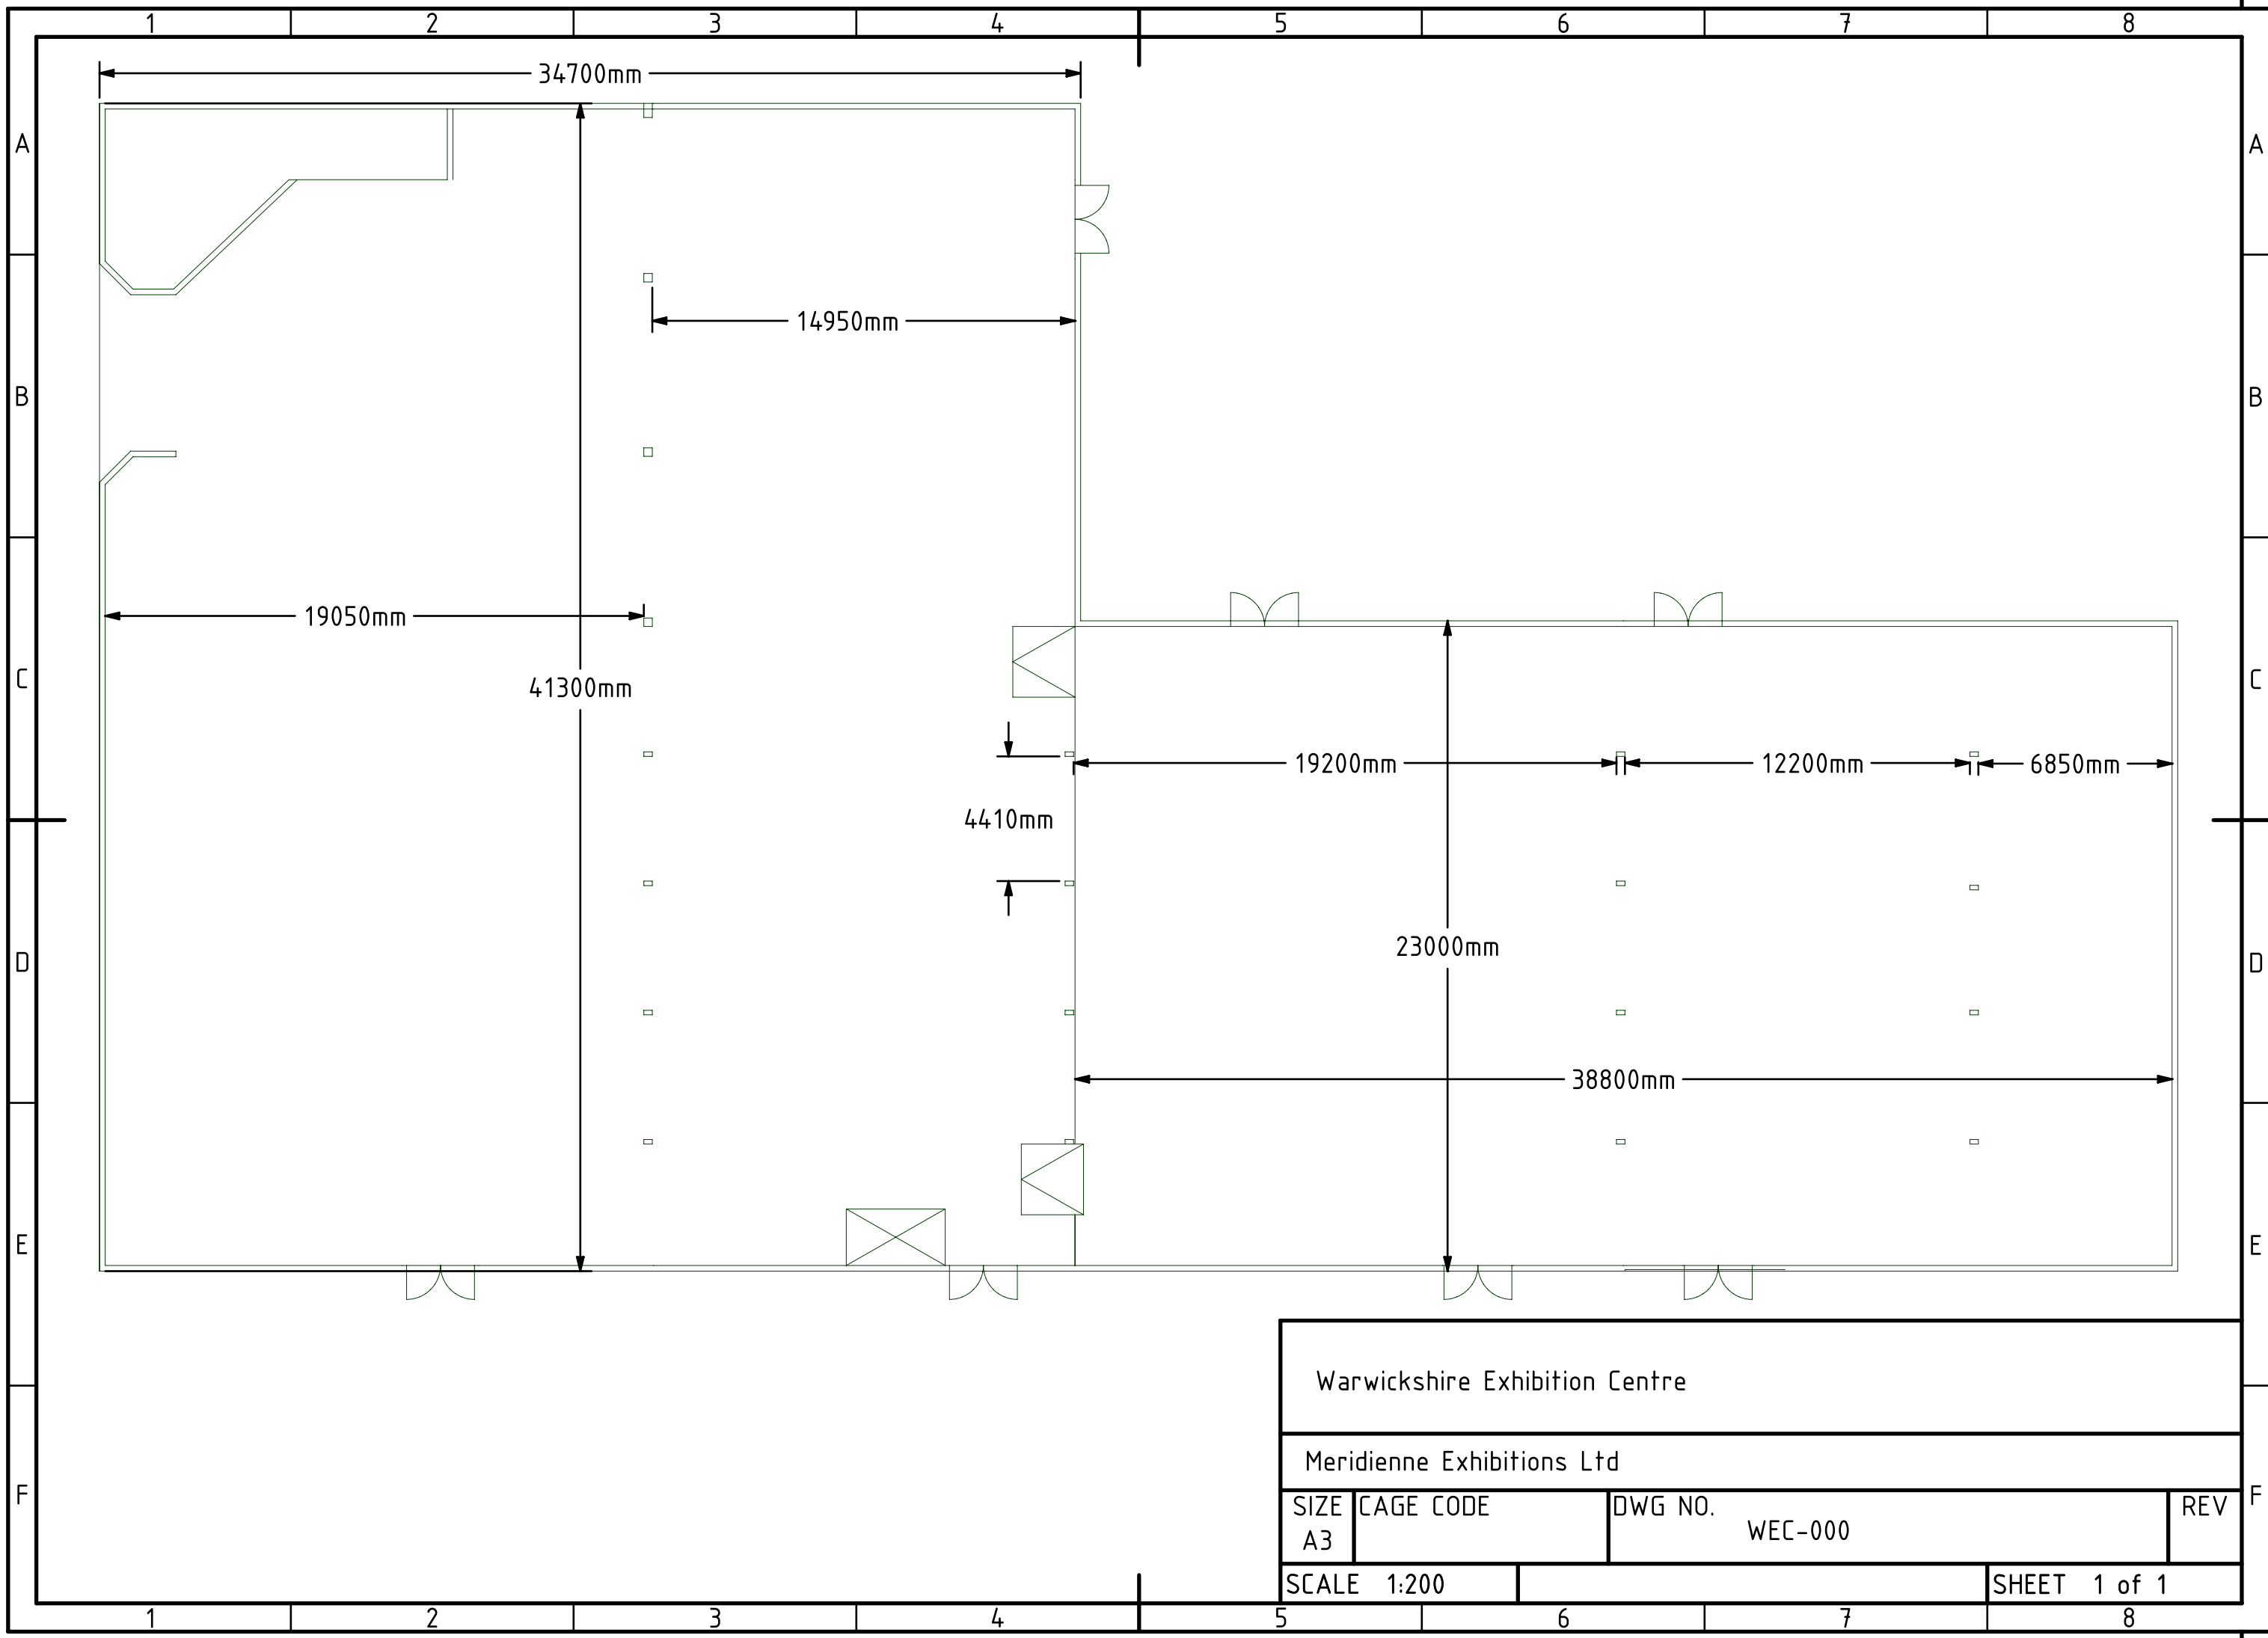 1 2 3 4 5 6 7 8
34700mm
A A
14950mm
B B
19050mm
C 41300mm C
19200mm 12200mm 6850mm
4410mm
23000mm
D D
38800mm
E E
Warwickshire Exhibition Centre
Meridienne Exhibitions Ltd
F F
SIZE CAGE CODE DWG NO. REV
A3 WEC-000
SCALE 1:200 SHEET 1 of 1
1 2 3 4 5 6 7 8